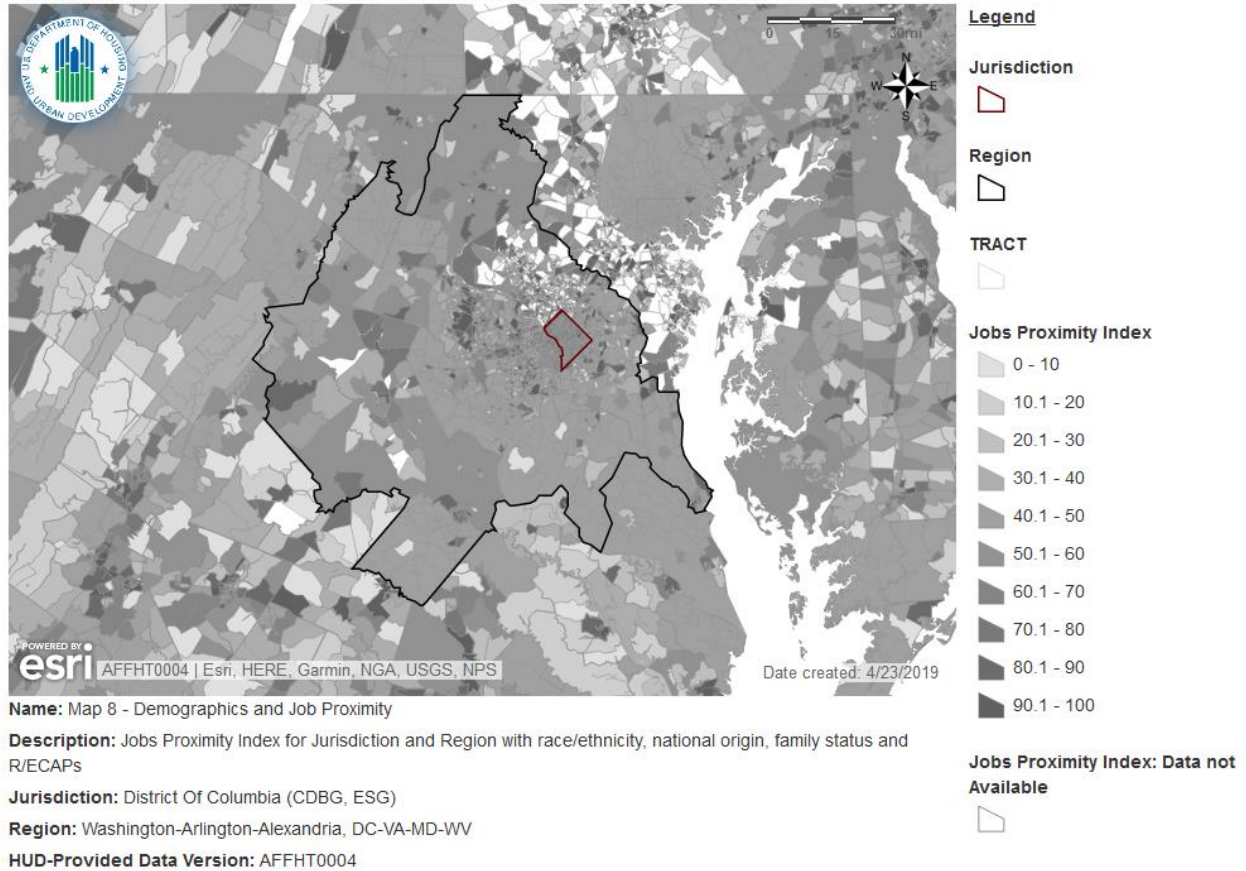 U.S. DEPARTMENT OF HOUSING
AND URBAN DEVELOPMENT
0 15 30mi
N
W E
S
POWERED BY
esri
AFFHT0004 | Esri, HERE, Garmin, NGA, USGS, NPS
Date created: 4/23/2019
Name: Map 8 - Demographics and Job Proximity
Description: Jobs Proximity Index for Jurisdiction and Region with race/ethnicity, national origin, family status and
R/ECAPs
Jurisdiction: District Of Columbia (CDBG, ESG)
Region: Washington-Arlington-Alexandria, DC-VA-MD-WV
HUD-Provided Data Version: AFFHT0004
Legend
Jurisdiction
Region
TRACT
Jobs Proximity Index
0 - 10
10.1 - 20
20.1 - 30
30.1 - 40
40.1 - 50
50.1 - 60
60.1 - 70
70.1 - 80
80.1 - 90
90.1 - 100
Jobs Proximity Index: Data not
Available